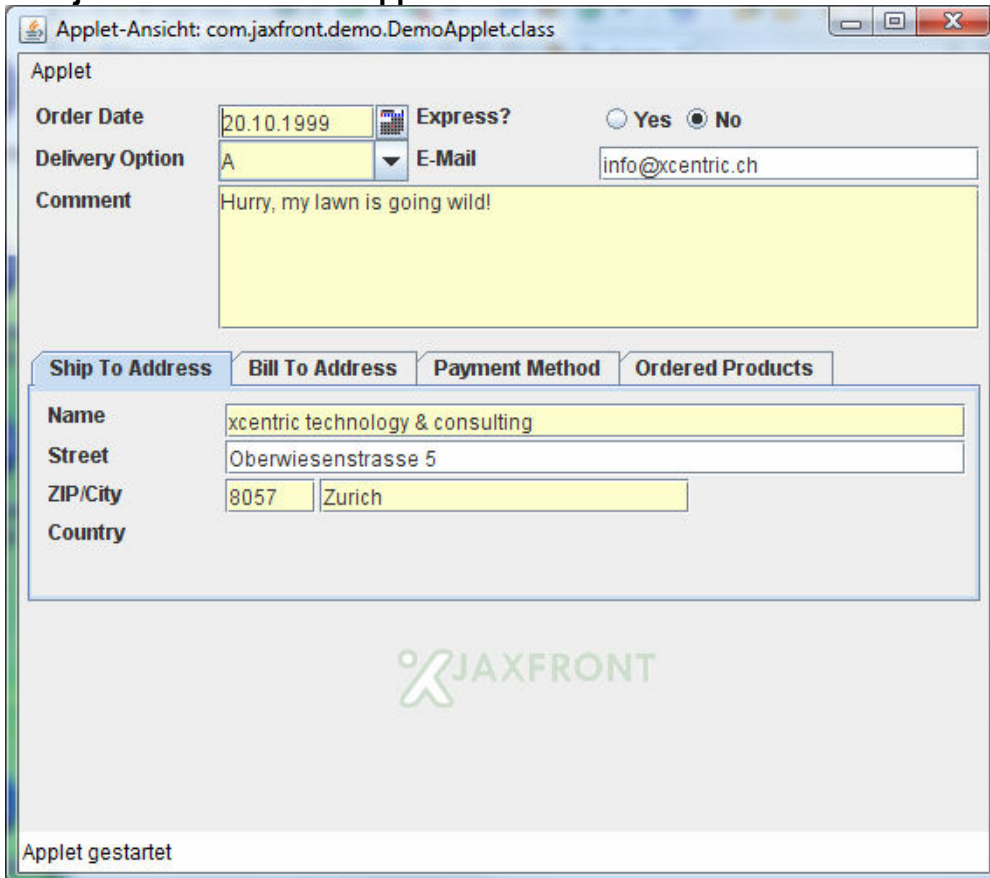 Applet-Ansicht: com.jaxfront.demo.DemoApplet.class
Applet
Order Date 20.10.1999 Express? Yes No
Delivery Option A E-Mail info@xcentric.ch
Comment Hurry, my lawn is going wild!
Ship To Address Bill To Address Payment Method Ordered Products
Name xcentric technology & consulting
Street Oberwiesenstrasse 5
ZIP/City 8057 Zurich
Country
JAXFRONT
Applet gestartet